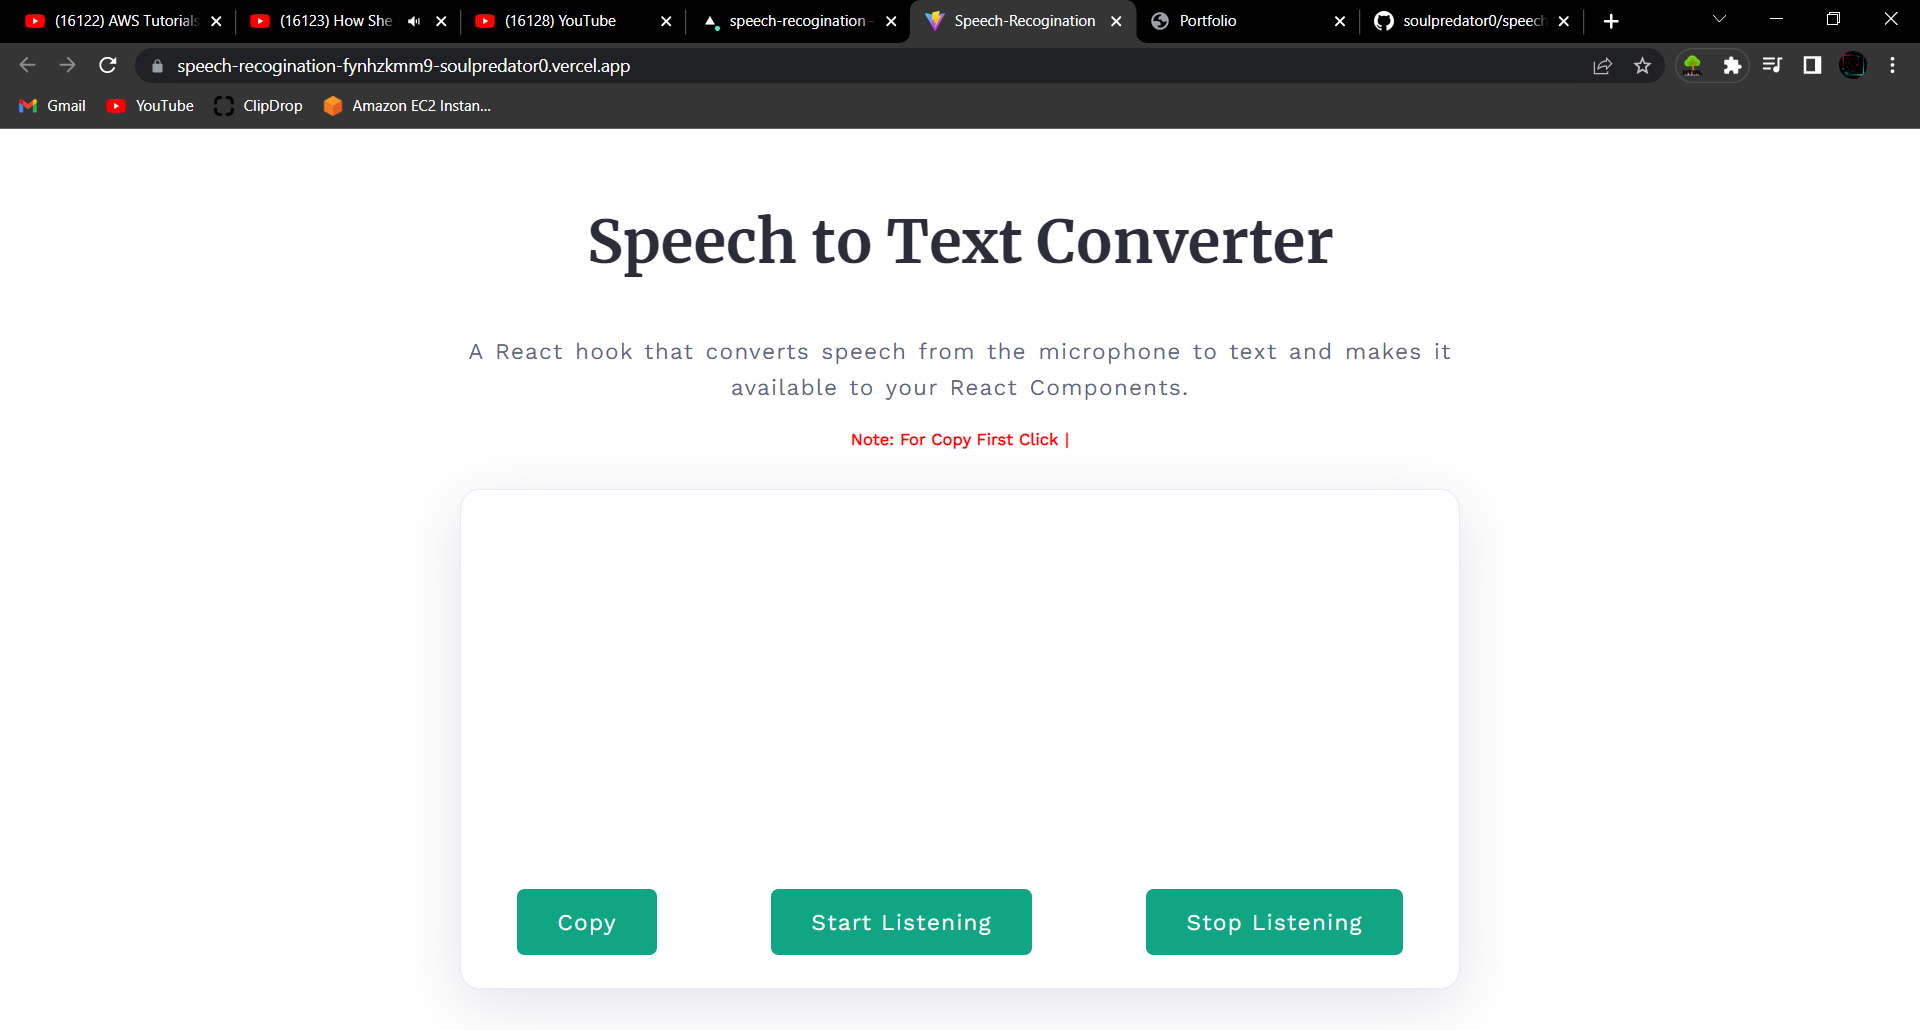 (16122) AWS Tutorials
(16123) How She
(16128) YouTube
speech-recogination -
Speech-Recogination
Portfolio
soulpredator0/speech
speech-recogination-fynhzkmm9-soulpredator0.vercel.app
Gmail
YouTube
ClipDrop
Amazon EC2 Instan...
Speech to Text Converter
A React hook that converts speech from the microphone to text and makes it
available to your React Components.
Note: For Copy First Click |
Copy
Start Listening
Stop Listening